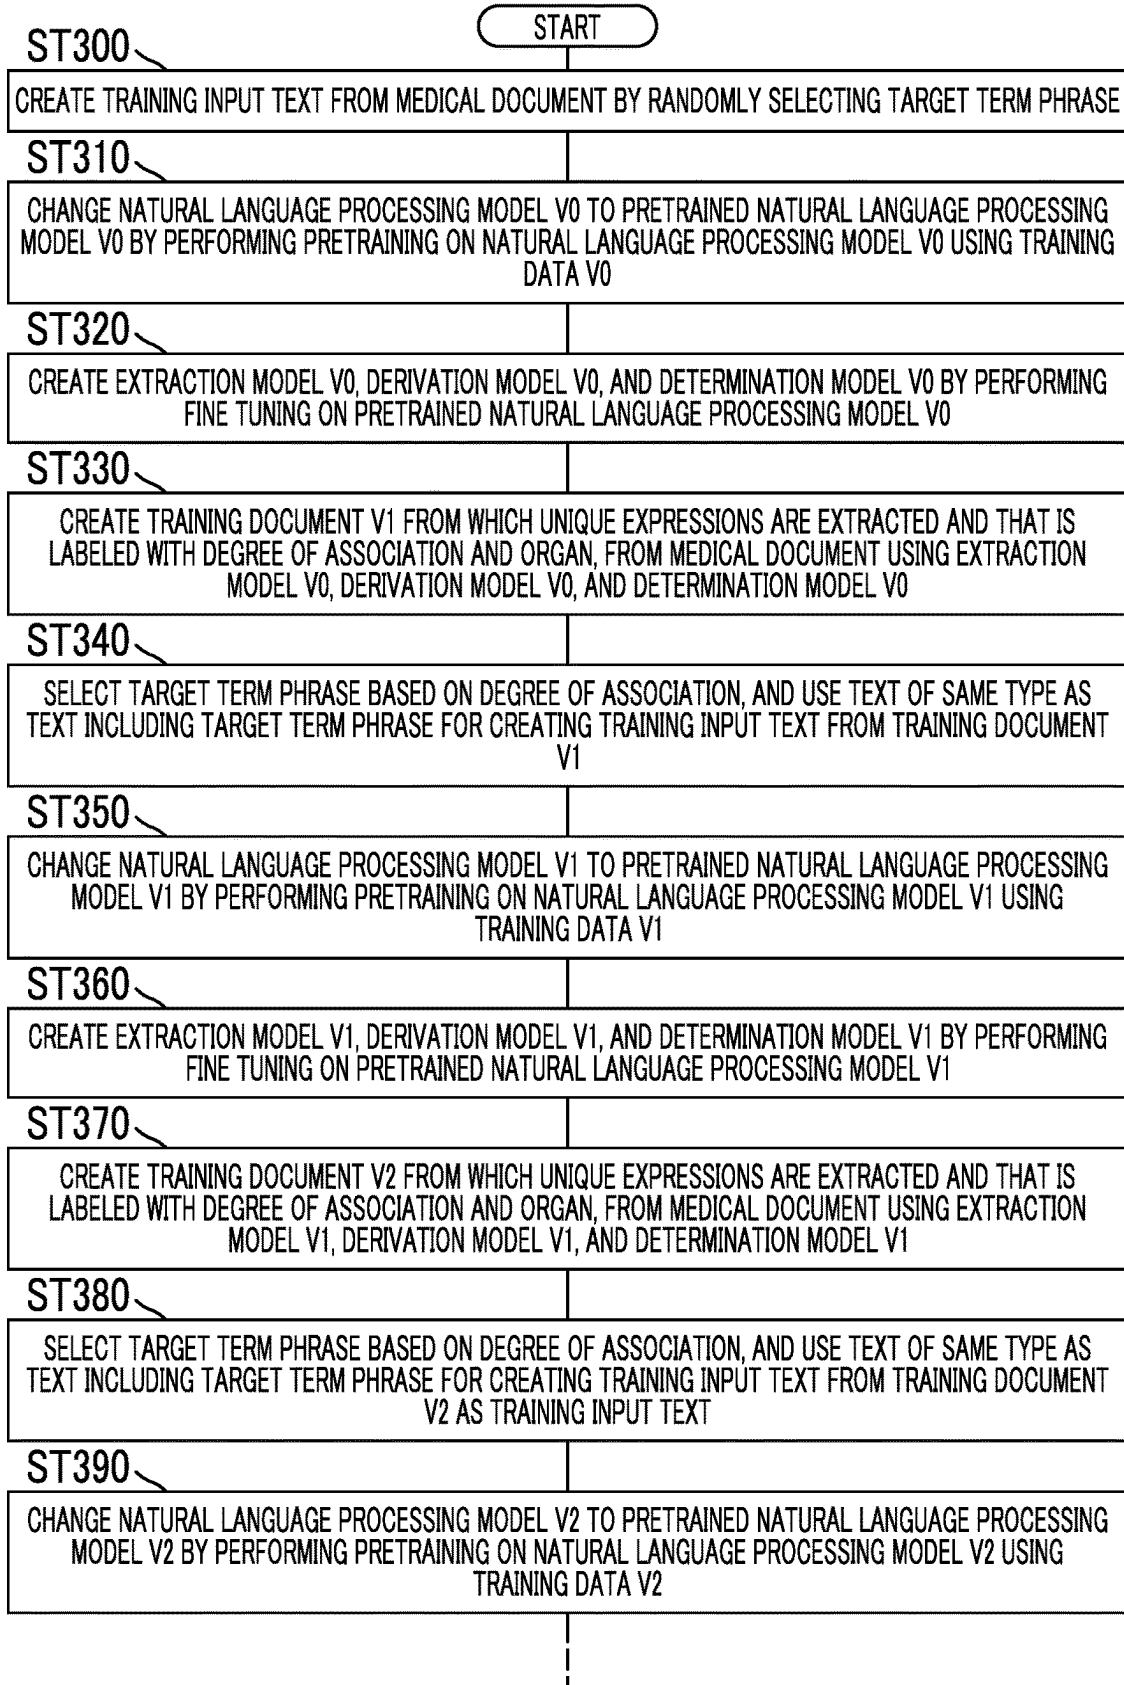 START
ST300
CREATE TRAINING INPUT TEXT FROM MEDICAL DOCUMENT BY RANDOMLY SELECTING TARGET TERM PHRASE
ST310
CHANGE NATURAL LANGUAGE PROCESSING MODEL V0 TO PRETRAINED NATURAL LANGUAGE PROCESSING
MODEL V0 BY PERFORMING PRETRAINING ON NATURAL LANGUAGE PROCESSING MODEL V0 USING TRAINING
DATA V0
ST320
CREATE EXTRACTION MODEL V0, DERIVATION MODEL V0, AND DETERMINATION MODEL V0 BY PERFORMING
FINE TUNING ON PRETRAINED NATURAL LANGUAGE PROCESSING MODEL V0
ST330
CREATE TRAINING DOCUMENT V1 FROM WHICH UNIQUE EXPRESSIONS ARE EXTRACTED AND THAT IS
LABELED WITH DEGREE OF ASSOCIATION AND ORGAN, FROM MEDICAL DOCUMENT USING EXTRACTION
MODEL V0, DERIVATION MODEL V0, AND DETERMINATION MODEL V0
ST340
SELECT TARGET TERM PHRASE BASED ON DEGREE OF ASSOCIATION, AND USE TEXT OF SAME TYPE AS
TEXT INCLUDING TARGET TERM PHRASE FOR CREATING TRAINING INPUT TEXT FROM TRAINING DOCUMENT
V1
ST350
CHANGE NATURAL LANGUAGE PROCESSING MODEL V1 TO PRETRAINED NATURAL LANGUAGE PROCESSING
MODEL V1 BY PERFORMING PRETRAINING ON NATURAL LANGUAGE PROCESSING MODEL V1 USING
TRAINING DATA V1
ST360
CREATE EXTRACTION MODEL V1, DERIVATION MODEL V1, AND DETERMINATION MODEL V1 BY PERFORMING
FINE TUNING ON PRETRAINED NATURAL LANGUAGE PROCESSING MODEL V1
ST370
CREATE TRAINING DOCUMENT V2 FROM WHICH UNIQUE EXPRESSIONS ARE EXTRACTED AND THAT IS
LABELED WITH DEGREE OF ASSOCIATION AND ORGAN, FROM MEDICAL DOCUMENT USING EXTRACTION
MODEL V1, DERIVATION MODEL V1, AND DETERMINATION MODEL V1
ST380
SELECT TARGET TERM PHRASE BASED ON DEGREE OF ASSOCIATION, AND USE TEXT OF SAME TYPE AS
TEXT INCLUDING TARGET TERM PHRASE FOR CREATING TRAINING INPUT TEXT FROM TRAINING DOCUMENT
V2 AS TRAINING INPUT TEXT
ST390
CHANGE NATURAL LANGUAGE PROCESSING MODEL V2 TO PRETRAINED NATURAL LANGUAGE PROCESSING
MODEL V2 BY PERFORMING PRETRAINING ON NATURAL LANGUAGE PROCESSING MODEL V2 USING
TRAINING DATA V2